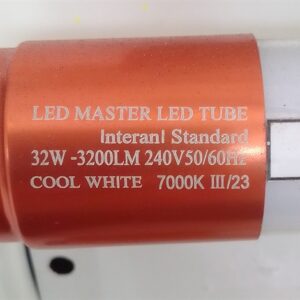 LED MASTER LED TUBE
Interanl Standard
32W -3200LM 240V50/60Hz
COOL WHITE 7000K III/23